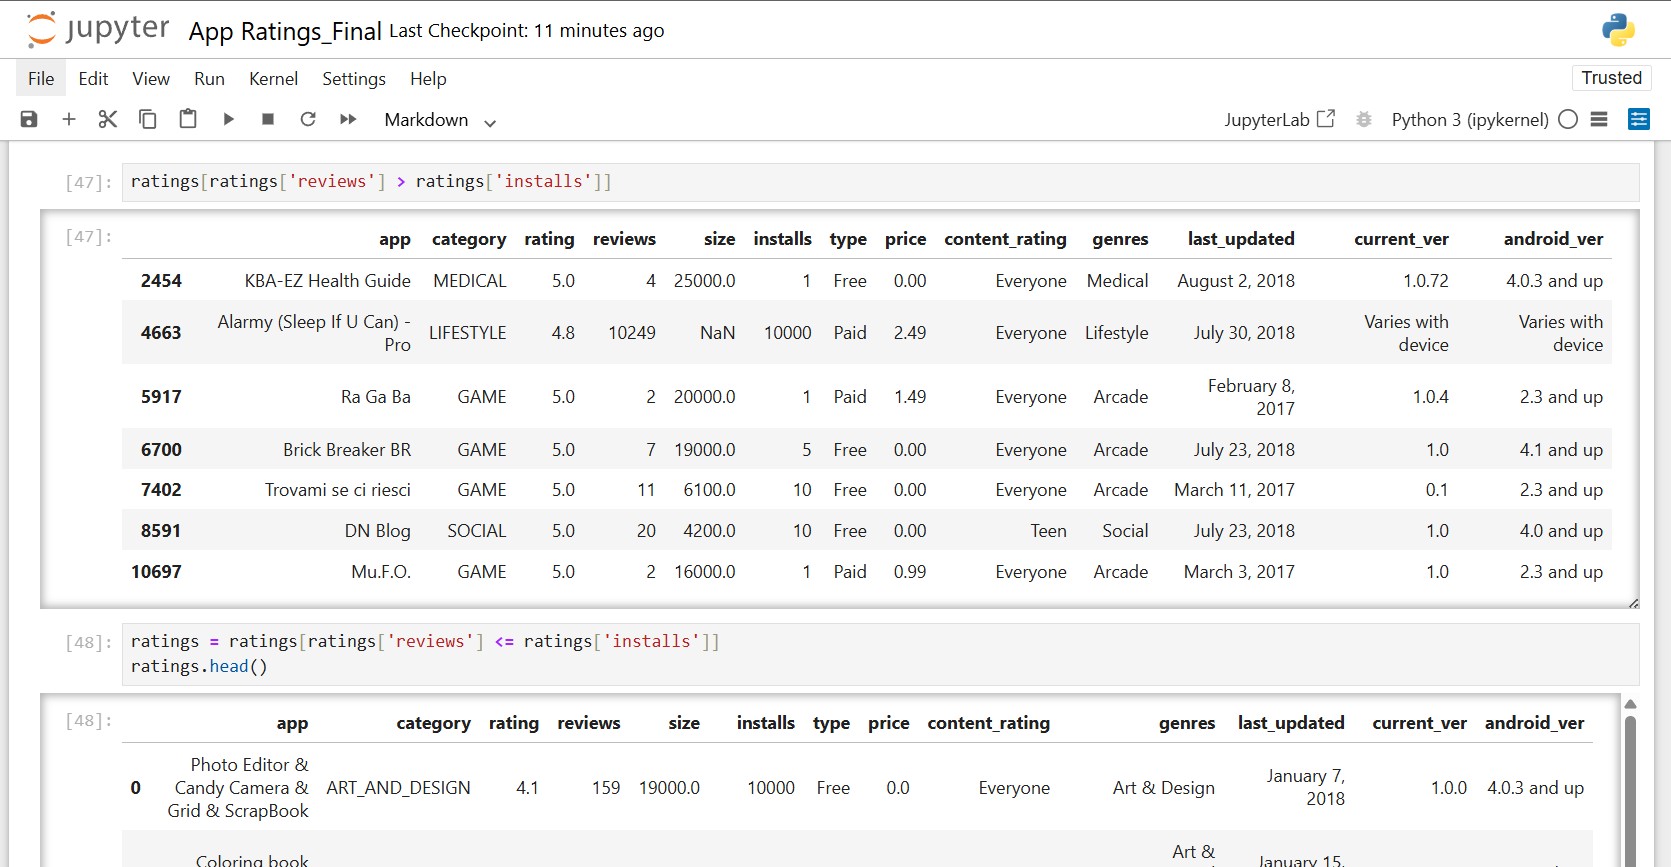 jupyter App Ratings_Final Last Checkpoint: 11 minutes ago
File Edit View Run Kernel Settings Help Trusted
Markdown JupyterLab Python 3 (ipykernel)
[47]: ratings[ratings['reviews'] > ratings['installs']]
[47]:
app category rating reviews size installs type price content_rating genres last_updated current_ver android_ver
2454 KBA-EZ Health Guide MEDICAL 5.0 4 25000.0 1 Free 0.00 Everyone Medical August 2, 2018 1.0.72 4.0.3 and up
4663 Alarmy (Sleep If U Can) - Pro LIFESTYLE 4.8 10249 NaN 10000 Paid 2.49 Everyone Lifestyle July 30, 2018 Varies with device Varies with device
5917 Ra Ga Ba GAME 5.0 2 20000.0 1 Paid 1.49 Everyone Arcade February 8, 2017 1.0.4 2.3 and up
6700 Brick Breaker BR GAME 5.0 7 19000.0 5 Free 0.00 Everyone Arcade July 23, 2018 1.0 4.1 and up
7402 Trovami se ci riesci GAME 5.0 11 6100.0 10 Free 0.00 Everyone Arcade March 11, 2017 0.1 2.3 and up
8591 DN Blog SOCIAL 5.0 20 4200.0 10 Free 0.00 Teen Social July 23, 2018 1.0 4.0 and up
10697 Mu.F.O. GAME 5.0 2 16000.0 1 Paid 0.99 Everyone Arcade March 3, 2017 1.0 2.3 and up
[48]: ratings = ratings[ratings['reviews'] <= ratings['installs']]
ratings.head()
[48]:
app category rating reviews size installs type price content_rating genres last_updated current_ver android_ver
0 Photo Editor & Candy Camera & Grid & ScrapBook ART_AND_DESIGN 4.1 159 19000.0 10000 Free 0.0 Everyone Art & Design January 7, 2018 1.0.0 4.0.3 and up
Coloring book Art & January 15,